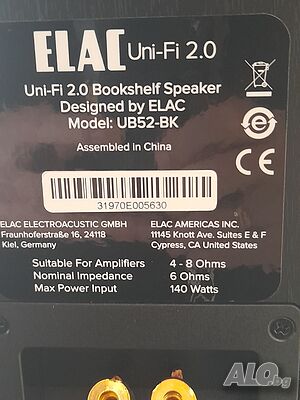 ELAC Uni-Fi 2.0
Uni-Fi 2.0 Bookshelf Speaker
Designed by ELAC
Model: UB52-BK
Assembled in China
CE
31970E005630
ELAC ELECTROACUSTIC GMBH
Fraunhoferstraße 16, 24118
Kiel, Germany
ELAC AMERICAS INC.
11145 Knott Ave. Suites E & F
Cypress, CA United States
Suitable For Amplifiers 4 - 8 Ohms
Nominal Impedance 6 Ohms
Max Power Input 140 Watts
ALO.bg